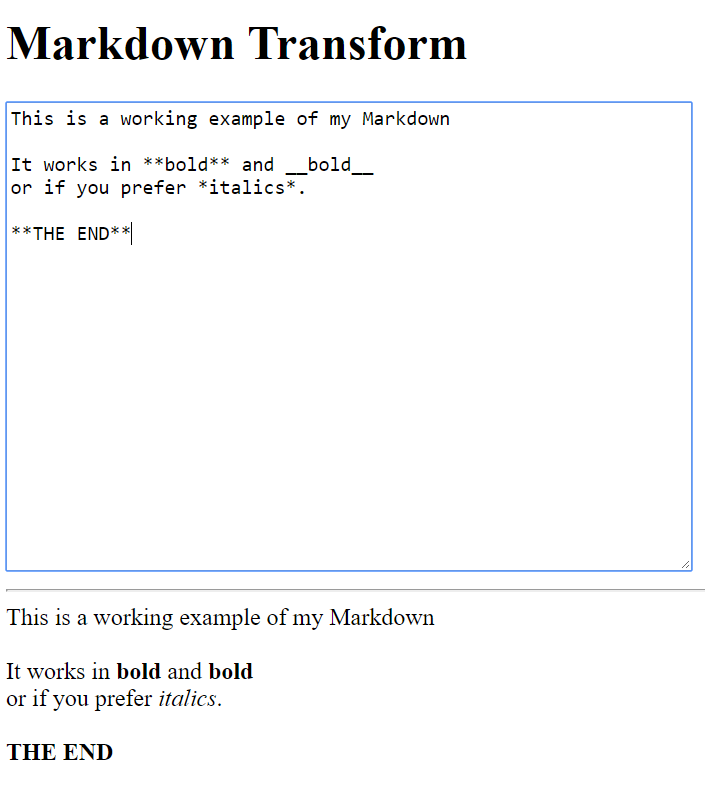 Markdown Transform
This is a working example of my Markdown
It works in **bold** and __bold__
or if you prefer *italics*.
**THE END**
This is a working example of my Markdown
It works in bold and bold
or if you prefer italics.
THE END